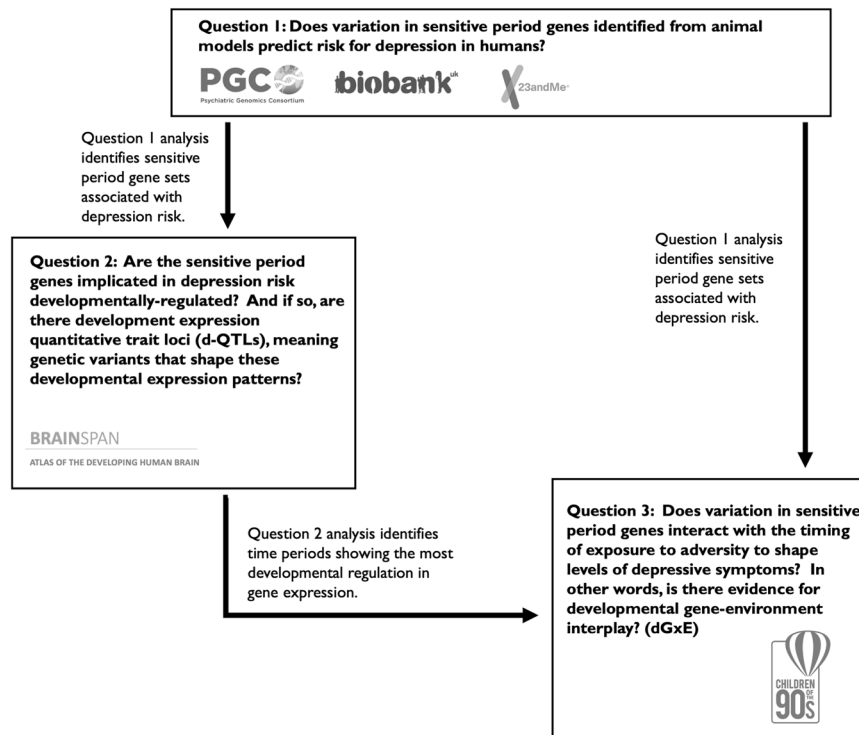 Question 1: Does variation in sensitive period genes identified from animal
models predict risk for depression in humans?
PGC
Psychiatric Genomics Consortium
biobank uk
23andMe
Question 1 analysis
identifies sensitive
period gene sets
associated with
depression risk.
Question 1 analysis
identifies sensitive
period gene sets
associated with
depression risk.
Question 2: Are the sensitive period
genes implicated in depression risk
developmentally-regulated? And if so, are
there development expression
quantitative trait loci (d-QTLs), meaning
genetic variants that shape these
developmental expression patterns?
BRAINSPAN
ATLAS OF THE DEVELOPING HUMAN BRAIN
Question 2 analysis identifies
time periods showing the most
developmental regulation in
gene expression.
Question 3: Does variation in sensitive
period genes interact with the timing
of exposure to adversity to shape
levels of depressive symptoms? In
other words, is there evidence for
developmental gene-environment
interplay? (dGxE)
CHILDREN
OF THE
90s